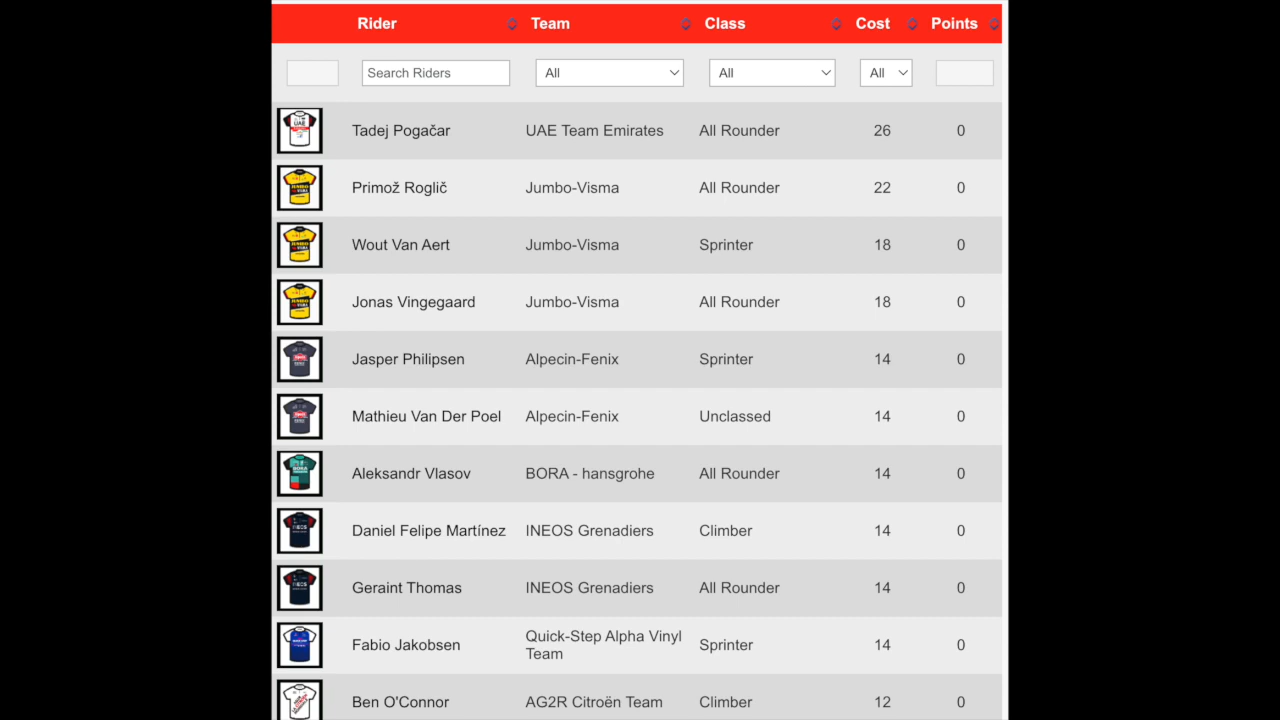 Rider Team Class Cost Points
Search Riders All All All
UAE
Tadej Pogačar UAE Team Emirates All Rounder 26 0
Primož Roglič Jumbo-Visma All Rounder 22 0
Wout Van Aert Jumbo-Visma Sprinter 18 0
Jonas Vingegaard Jumbo-Visma All Rounder 18 0
Jasper Philipsen Alpecin-Fenix Sprinter 14 0
Mathieu Van Der Poel Alpecin-Fenix Unclassed 14 0
BORA
Aleksandr Vlasov BORA - hansgrohe All Rounder 14 0
INEOS
Daniel Felipe Martínez INEOS Grenadiers Climber 14 0
INEOS
Geraint Thomas INEOS Grenadiers All Rounder 14 0
Fabio Jakobsen Quick-Step Alpha Vinyl Sprinter 14 0
Team
Ben O'Connor AG2R Citroën Team Climber 12 0